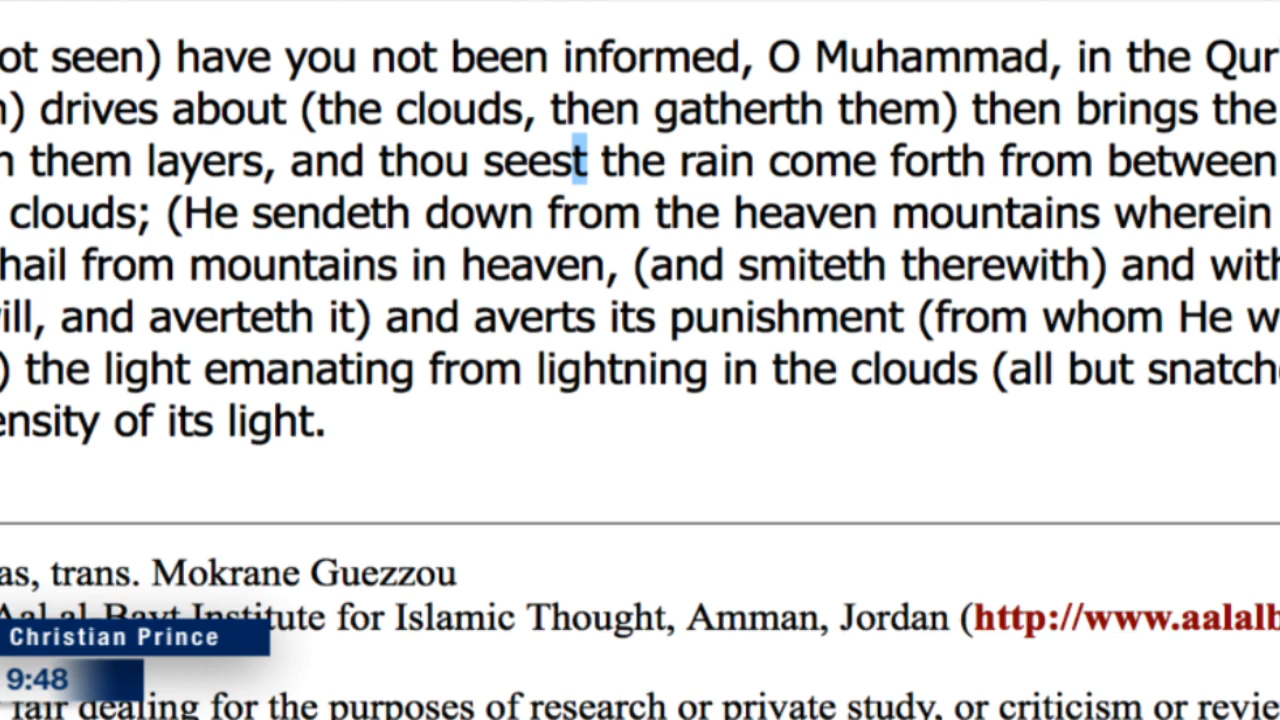 ot seen) have you not been informed, O Muhammad, in the Qur'
) drives about (the clouds, then gatherth them) then brings the
them layers, and thou seest the rain come forth from between
clouds; (He sendeth down from the heaven mountains wherein
hail from mountains in heaven, (and smiteth therewith) and with
ill, and averteth it) and averts its punishment (from whom He w
) the light emanating from lightning in the clouds (all but snatche
ensity of its light.
as, trans. Mokrane Guezzou
Aal al-Bayt Institute for Islamic Thought, Amman, Jordan (http://www.aalalb
Christian Prince
9:48
fair dealing for the purposes of research or private study, or criticism or revie